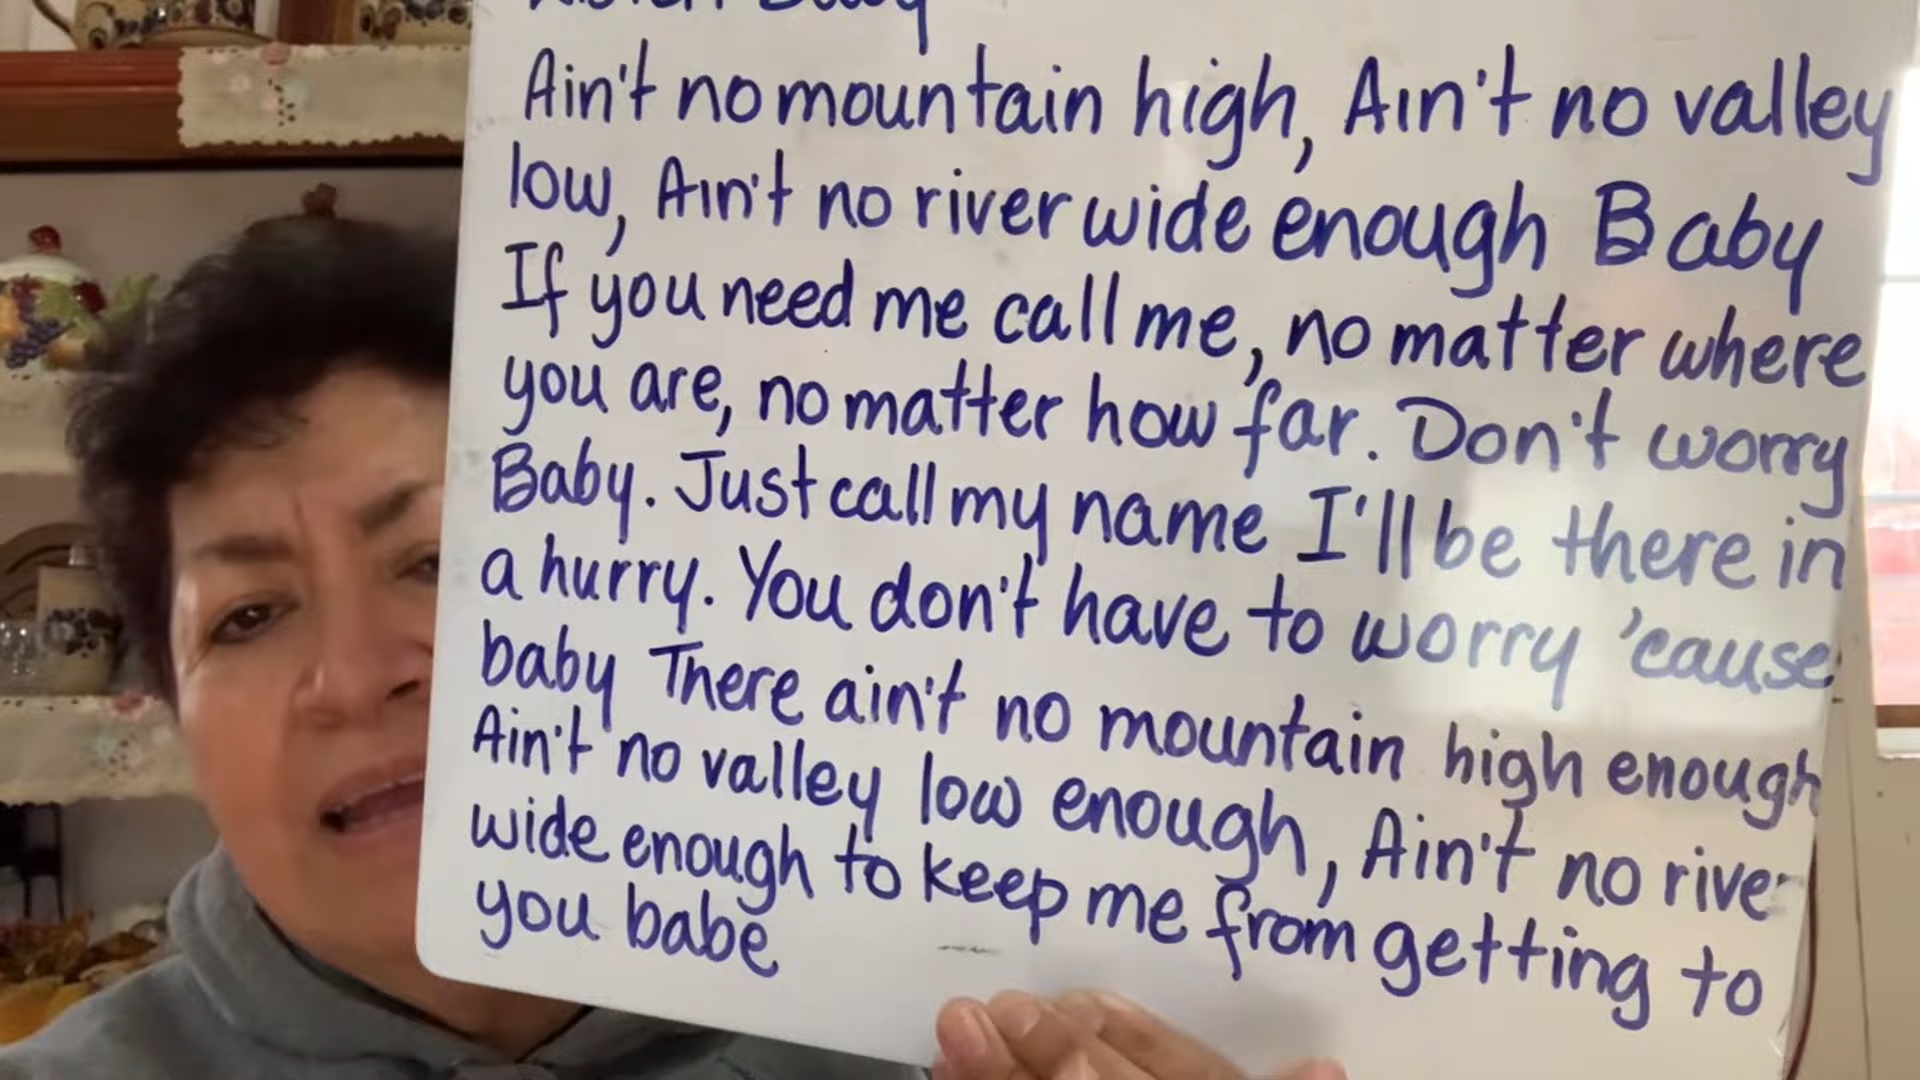 Listen Baby
Ain't no mountain high, Ain't no valley
low, Ain't no river wide enough Baby
If you need me call me, no matter where
you are, no matter how far. Don't worry
Baby. Just call my name I'll be there in
a hurry. You don't have to worry 'cause
baby There ain't no mountain high enough
Ain't no valley low enough, Ain't no river
wide enough to keep me from getting to
you babe